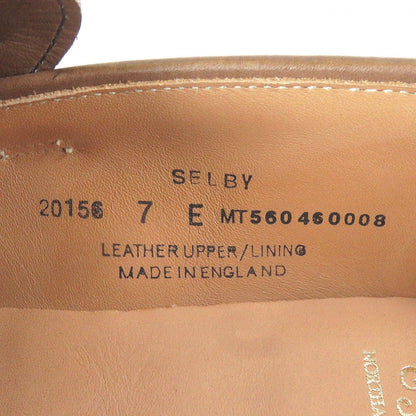 SELBY
20156 7 E MT560460008
LEATHER UPPER/LINING
MADE IN ENGLAND